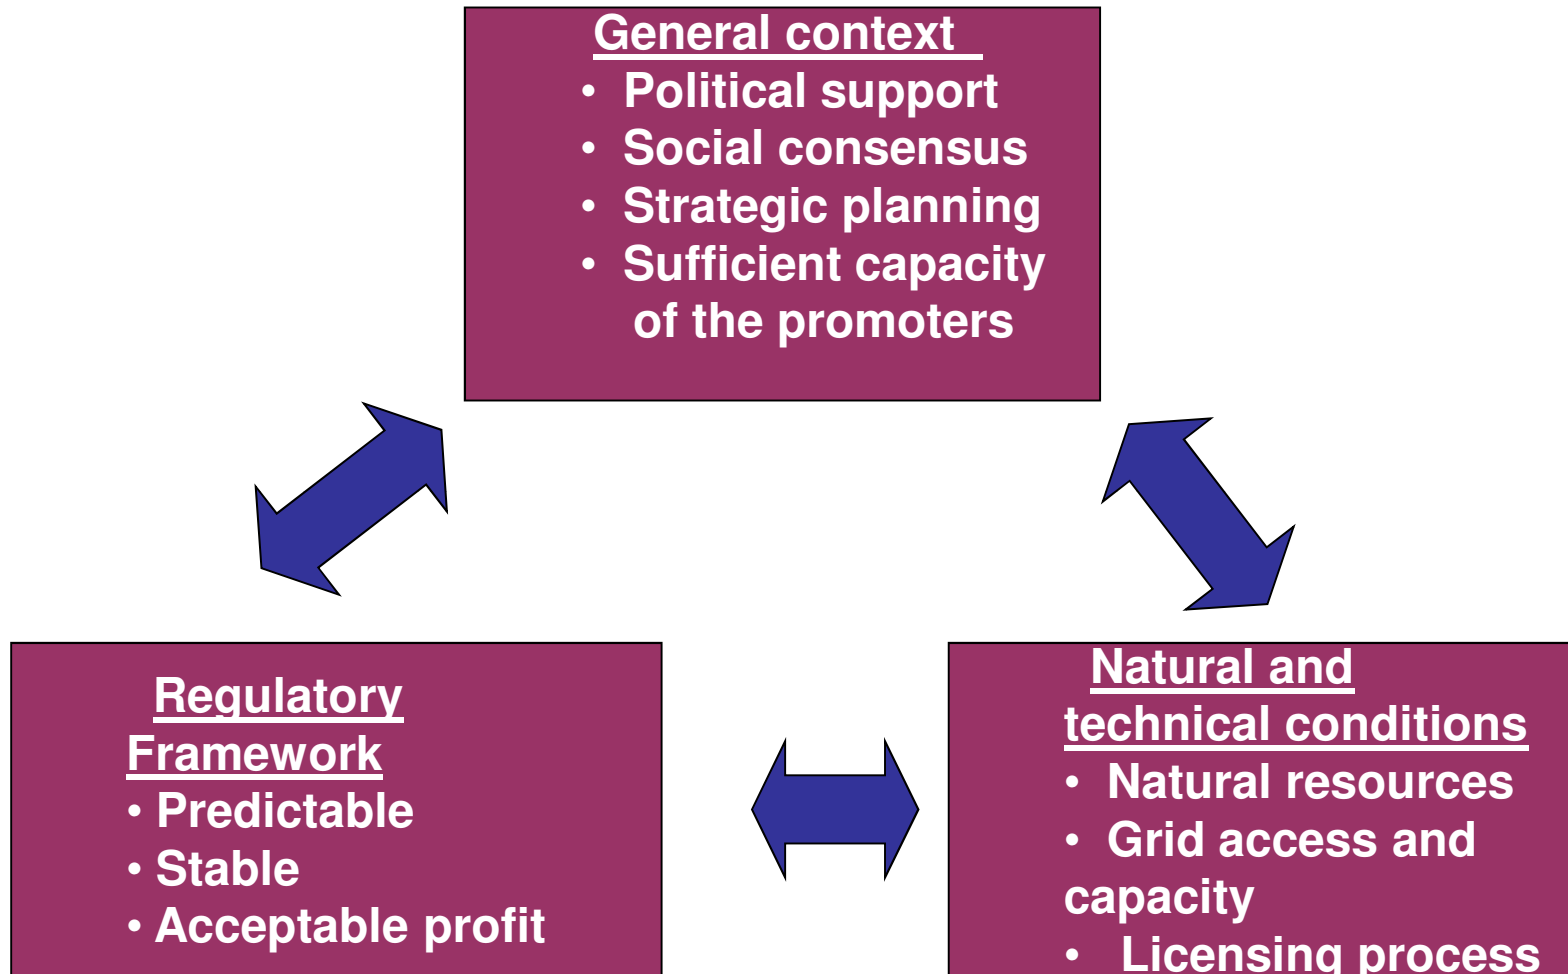 General context
• Political support
• Social consensus
• Strategic planning
• Sufficient capacity
of the promoters
Regulatory
Framework
• Predictable
• Stable
• Acceptable profit
Natural and
technical conditions
• Natural resources
• Grid access and
capacity
• Licensing process